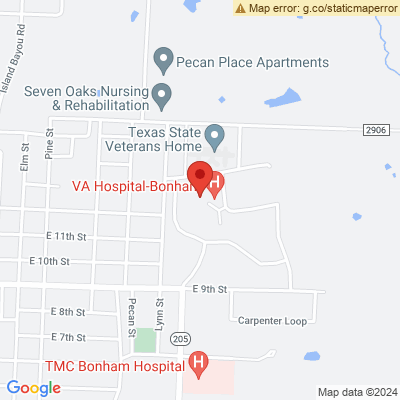 Map error: g.co/staticmaperror
Island Bayou Rd
Pecan Place Apartments
Seven Oaks Nursing
& Rehabilitation
2906
Texas State
Veterans Home
Elm St
Pine St
VA Hospital-Bonham
H
E 11th St
E 10th St
E 9th St
Pecan St
Lynn St
E 8th St
Carpenter Loop
E 7th St
205
TMC Bonham Hospital
H
Google
Map data ©2024